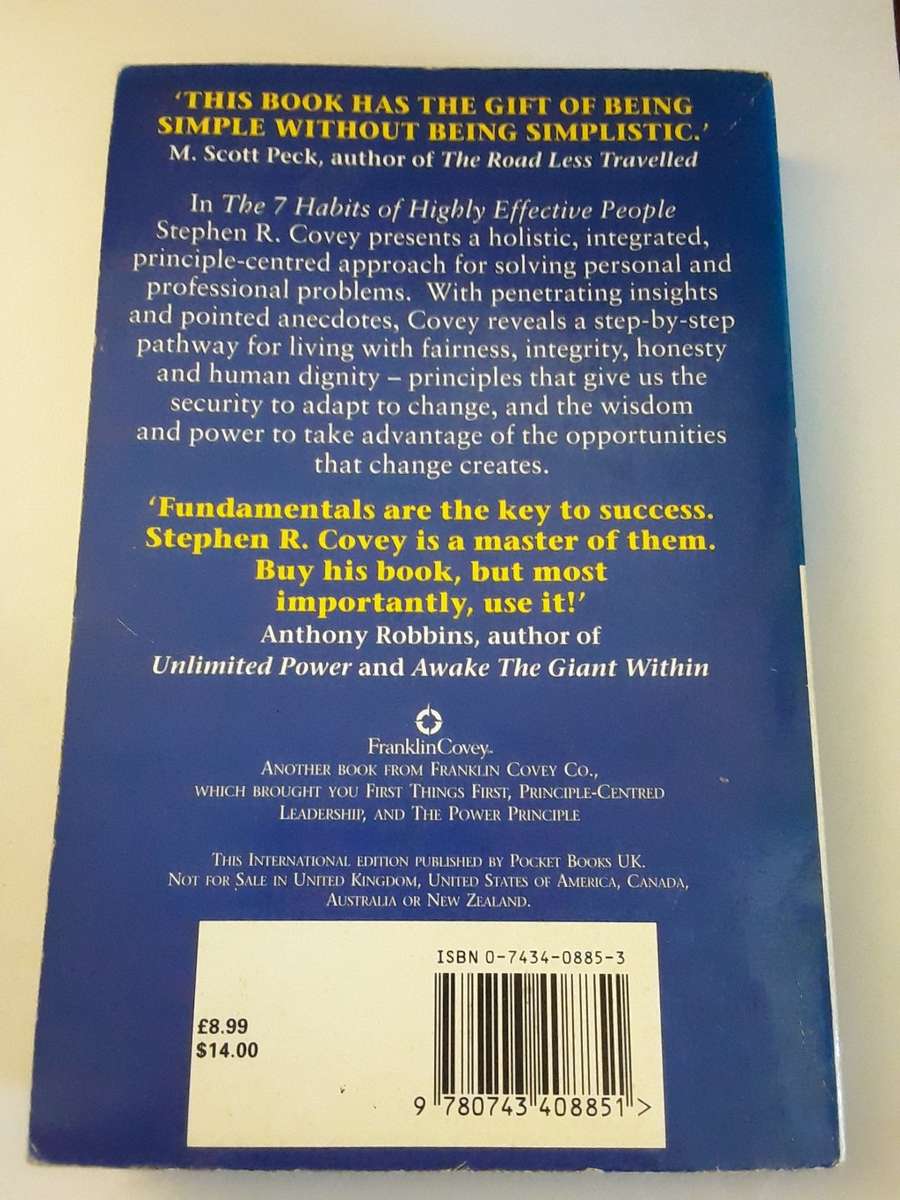 ‘THIS BOOK HAS THE GIFT OF BEING
SIMPLE WITHOUT BEING SIMPLISTIC.’
M. Scott Peck, author of The Road Less Travelled
In The 7 Habits of Highly Effective People
Stephen R. Covey presents a holistic, integrated,
principle-centred approach for solving personal and
professional problems. With penetrating insights
and pointed anecdotes, Covey reveals a step-by-step
pathway for living with fairness, integrity, honesty
and human dignity – principles that give us the
security to adapt to change, and the wisdom
and power to take advantage of the opportunities
that change creates.
‘Fundamentals are the key to success.
Stephen R. Covey is a master of them.
Buy his book, but most
importantly, use it!’
Anthony Robbins, author of
Unlimited Power and Awake The Giant Within
FranklinCovey™
ANOTHER BOOK FROM FRANKLIN COVEY CO.,
WHICH BROUGHT YOU FIRST THINGS FIRST, PRINCIPLE-CENTRED
LEADERSHIP, AND THE POWER PRINCIPLE
THIS INTERNATIONAL EDITION PUBLISHED BY POCKET BOOKS UK.
NOT FOR SALE IN UNITED KINGDOM, UNITED STATES OF AMERICA, CANADA,
AUSTRALIA OR NEW ZEALAND.
ISBN 0-7434-0885-3
£8.99
$14.00
9 780743 408851 >